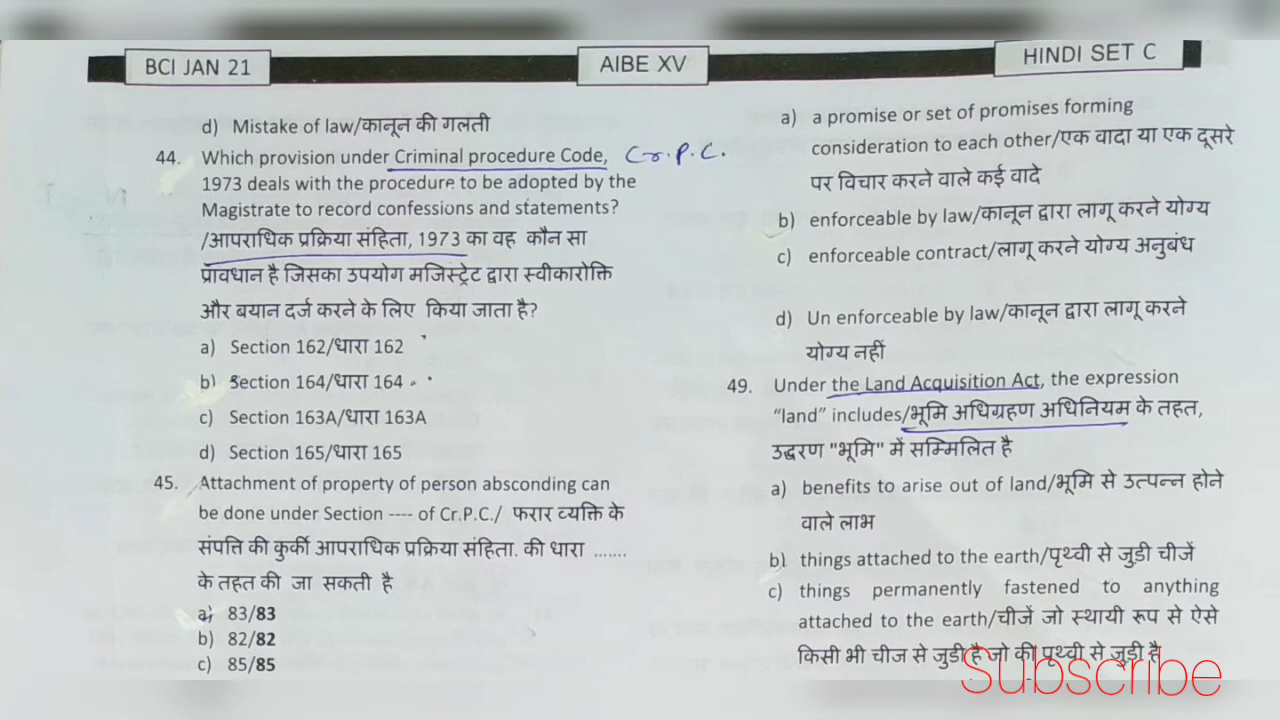 BCI JAN 21
AIBE XV
HINDI SET C
d) Mistake of law/कानून की गलती
44. Which provision under Criminal procedure Code, Cr.P.C.
1973 deals with the procedure to be adopted by the
Magistrate to record confessions and statements?
/आपराधिक प्रक्रिया संहिता, 1973 का वह कौन सा
प्रावधान है जिसका उपयोग मजिस्ट्रेट द्वारा स्वीकारोक्ति
और बयान दर्ज करने के लिए किया जाता है?
a) Section 162/धारा 162
b) Section 164/धारा 164
c) Section 163A/धारा 163A
d) Section 165/धारा 165
45. Attachment of property of person absconding can
be done under Section ---- of Cr.P.C./ फरार व्यक्ति के
संपत्ति की कुर्की आपराधिक प्रक्रिया संहिता. की धारा .......
के तहत की जा सकती है
a) 83/83
b) 82/82
c) 85/85
a) a promise or set of promises forming
consideration to each other/एक वादा या एक दूसरे
पर विचार करने वाले कई वादे
b) enforceable by law/कानून द्वारा लागू करने योग्य
c) enforceable contract/लागू करने योग्य अनुबंध
d) Un enforceable by law/कानून द्वारा लागू करने
योग्य नहीं
49. Under the Land Acquisition Act, the expression
“land” includes/भूमि अधिग्रहण अधिनियम के तहत,
उद्धरण "भूमि" में सम्मिलित है
a) benefits to arise out of land/भूमि से उत्पन्न होने
वाले लाभ
b) things attached to the earth/पृथ्वी से जुड़ी चीजें
c) things permanently fastened to anything
attached to the earth/चीजें जो स्थायी रूप से ऐसे
किसी भी चीज से जुडी है जो की पृथ्वी से जुड़ी है
Subscribe